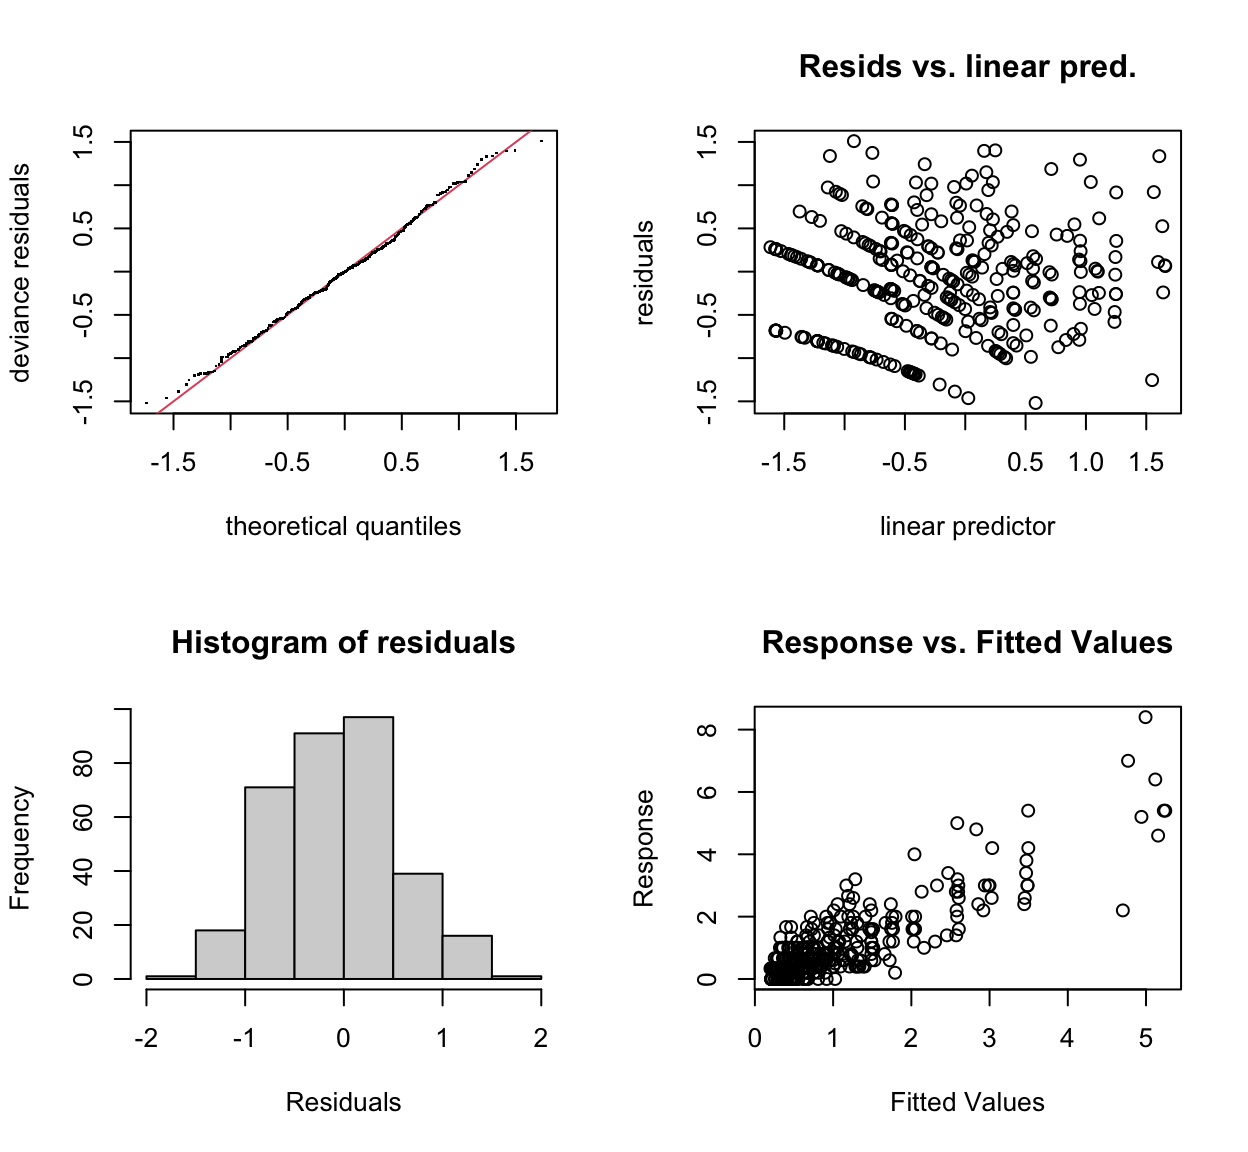 deviance residuals
1.5
0.5
-0.5
-1.5
-1.5 -0.5 0.5 1.5
theoretical quantiles
Resids vs. linear pred.
residuals
1.5
0.5
-0.5
-1.5
-1.5 -0.5 0.5 1.0 1.5
linear predictor
Histogram of residuals
Frequency
80
60
40
20
0
-2 -1 0 1 2
Residuals
Response vs. Fitted Values
Response
8
6
4
2
0
0 1 2 3 4 5
Fitted Values